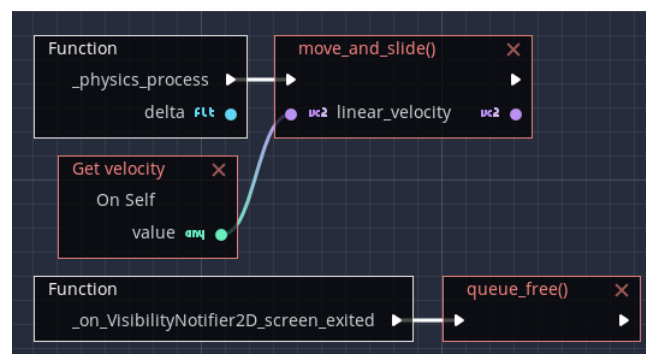 Function
_physics_process
delta flt
move_and_slide()
vc2 linear_velocity vc2
Get velocity
On Self
value any
Function
_on_VisibilityNotifier2D_screen_exited
queue_free()